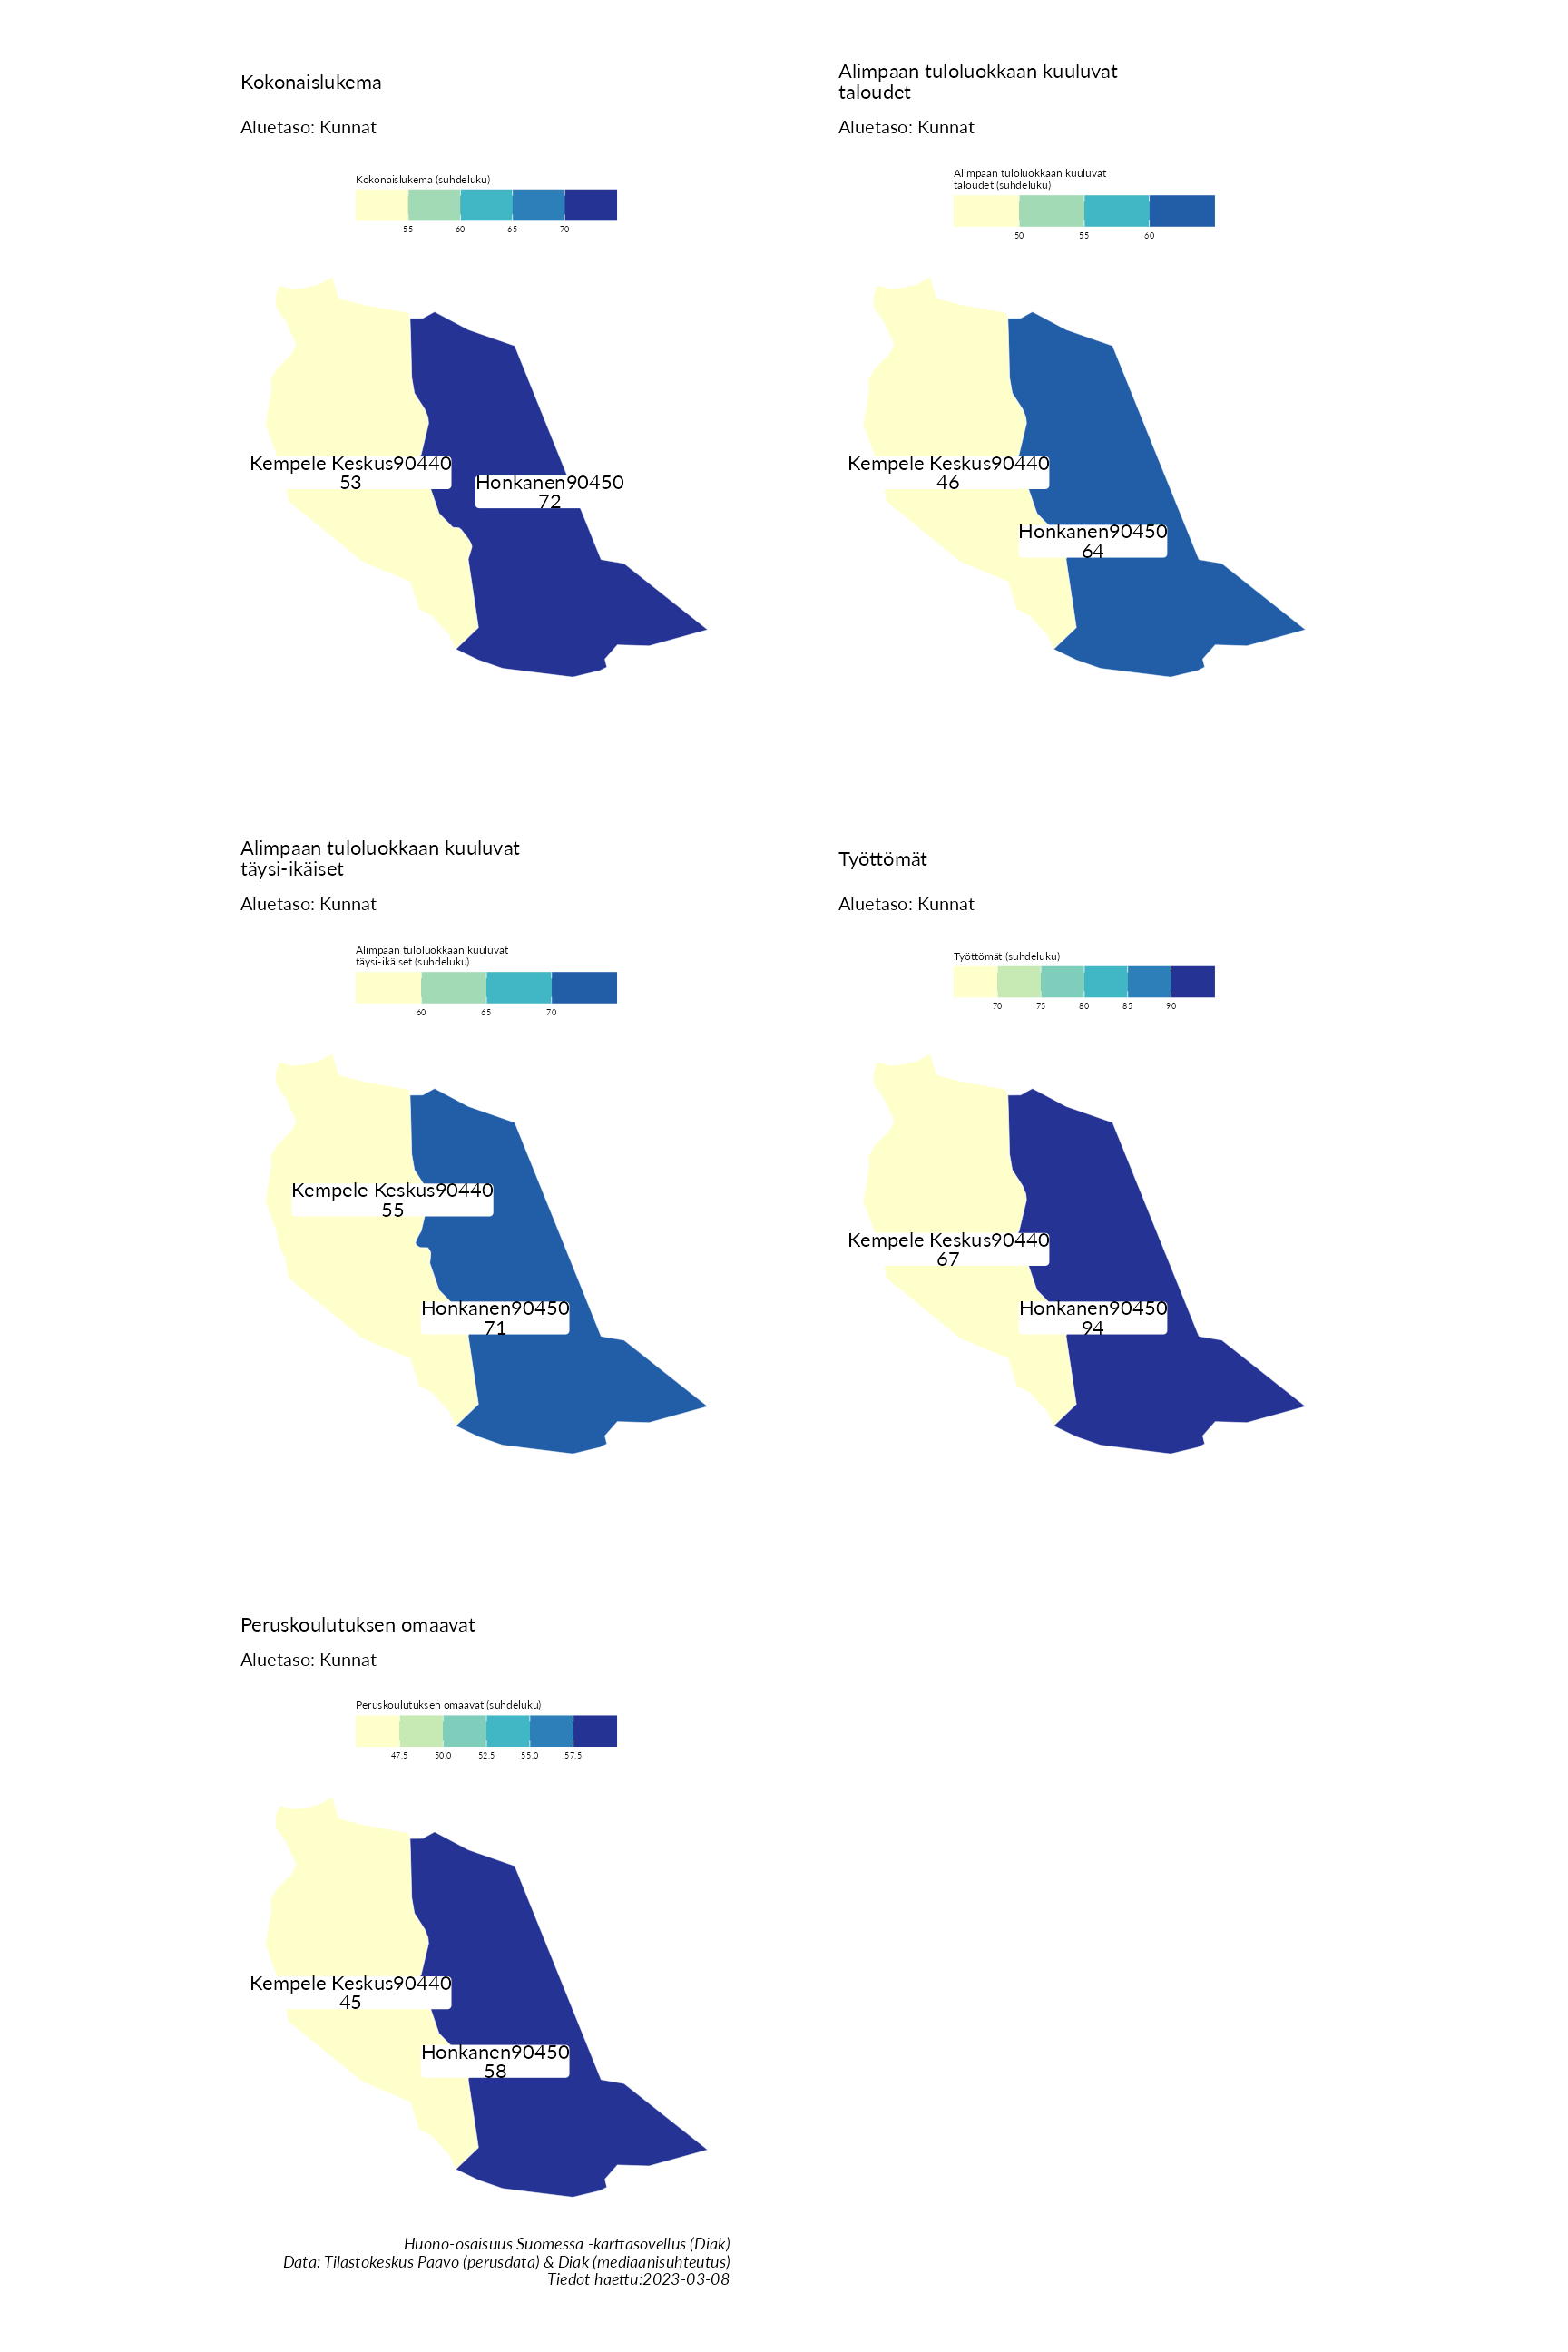 Kokonaislukema
Aluetaso: Kunnat
Kokonaislukema (suhdeluku)
55 60 65 70
Kempele Keskus90440
53
Honkanen90450
72
Alimpaan tuloluokkaan kuuluvat
taloudet
Aluetaso: Kunnat
Alimpaan tuloluokkaan kuuluvat
taloudet (suhdeluku)
50 55 60
Kempele Keskus90440
46
Honkanen90450
64
Alimpaan tuloluokkaan kuuluvat
täysi-ikäiset
Aluetaso: Kunnat
Alimpaan tuloluokkaan kuuluvat
täysi-ikäiset (suhdeluku)
60 65 70
Kempele Keskus90440
55
Honkanen90450
71
Työttömät
Aluetaso: Kunnat
Työttömät (suhdeluku)
70 75 80 85 90
Kempele Keskus90440
67
Honkanen90450
94
Peruskoulutuksen omaavat
Aluetaso: Kunnat
Peruskoulutuksen omaavat (suhdeluku)
47.5 50.0 52.5 55.0 57.5
Kempele Keskus90440
45
Honkanen90450
58
Huono-osaisuus Suomessa -karttasovellus (Diak)
Data: Tilastokeskus Paavo (perusdata) & Diak (mediaanisuhteutus)
Tiedot haettu:2023-03-08